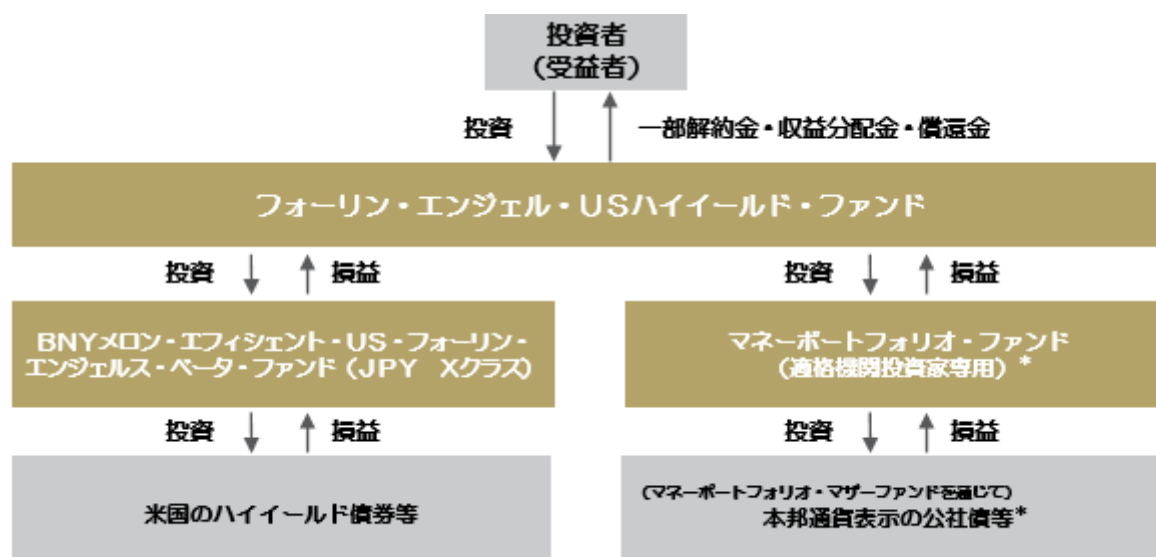 投資者
（受益者）
投資
一部解約金・収益分配金・償還金
フォーリン・エンジェル・USハイイールド・ファンド
投資
損益
投資
損益
BNYメロン・エフィシェント・US・フォーリン・
エンジェルス・ベータ・ファンド（JPY　Xクラス）
マネーポートフォリオ・ファンド
（適格機関投資家専用）*
投資
損益
投資
損益
米国のハイイールド債券等
（マネーポートフォリオ・マザーファンドを通じて）
本邦通貨表示の公社債等*